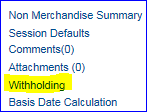 Non Merchandise Summary
Session Defaults
Comments(0)
Attachments (0)
Withholding
Basis Date Calculation